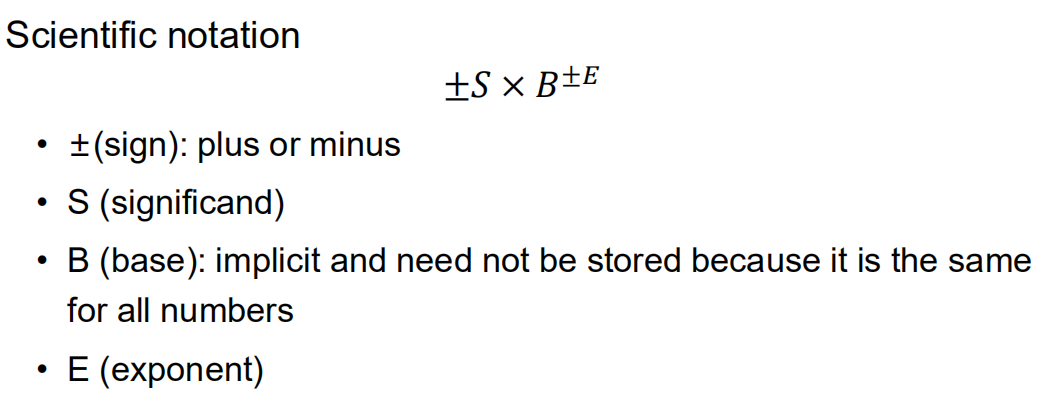 Scientific notation
±S × B^±E
• ±(sign): plus or minus
• S (significand)
• B (base): implicit and need not be stored because it is the same
for all numbers
• E (exponent)